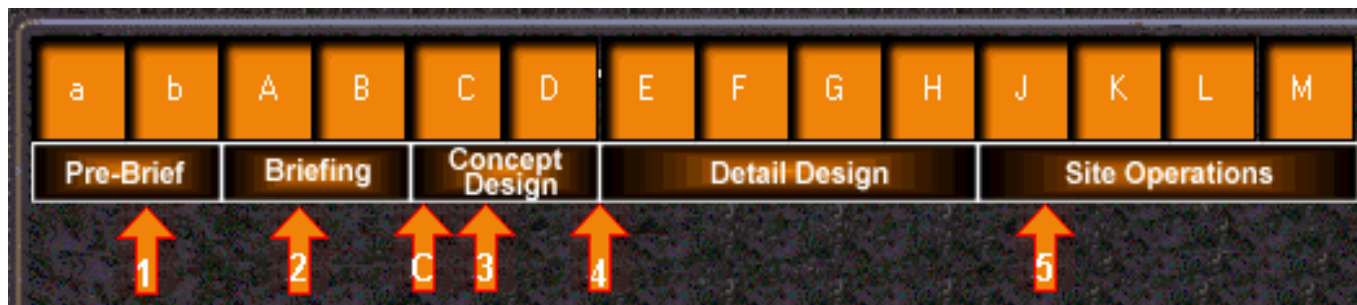 a b A B C D E F G H J K L M
Pre-Brief Briefing Concept Design Detail Design Site Operations
1 2 C 3 4 5